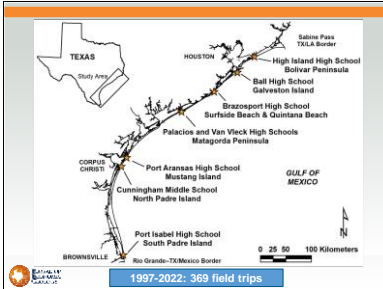 Sabine Pass
TX/LA Border
TEXAS
HOUSTON
Study Area
High Island High School
Bolivar Peninsula
Ball High School
Galveston Island
Brazosport High School
Surfside Beach & Quintana Beach
Palacios and Van Vleck High Schools
Matagorda Peninsula
CORPUS
CHRISTI
Port Aransas High School
Mustang Island
GULF OF
MEXICO
Cunningham Middle School
North Padre Island
Port Isabel High School
South Padre Island
N
0 25 50 100 Kilometers
BROWNSVILLE
Rio Grande–TX/Mexico Border
1997-2022: 369 field trips